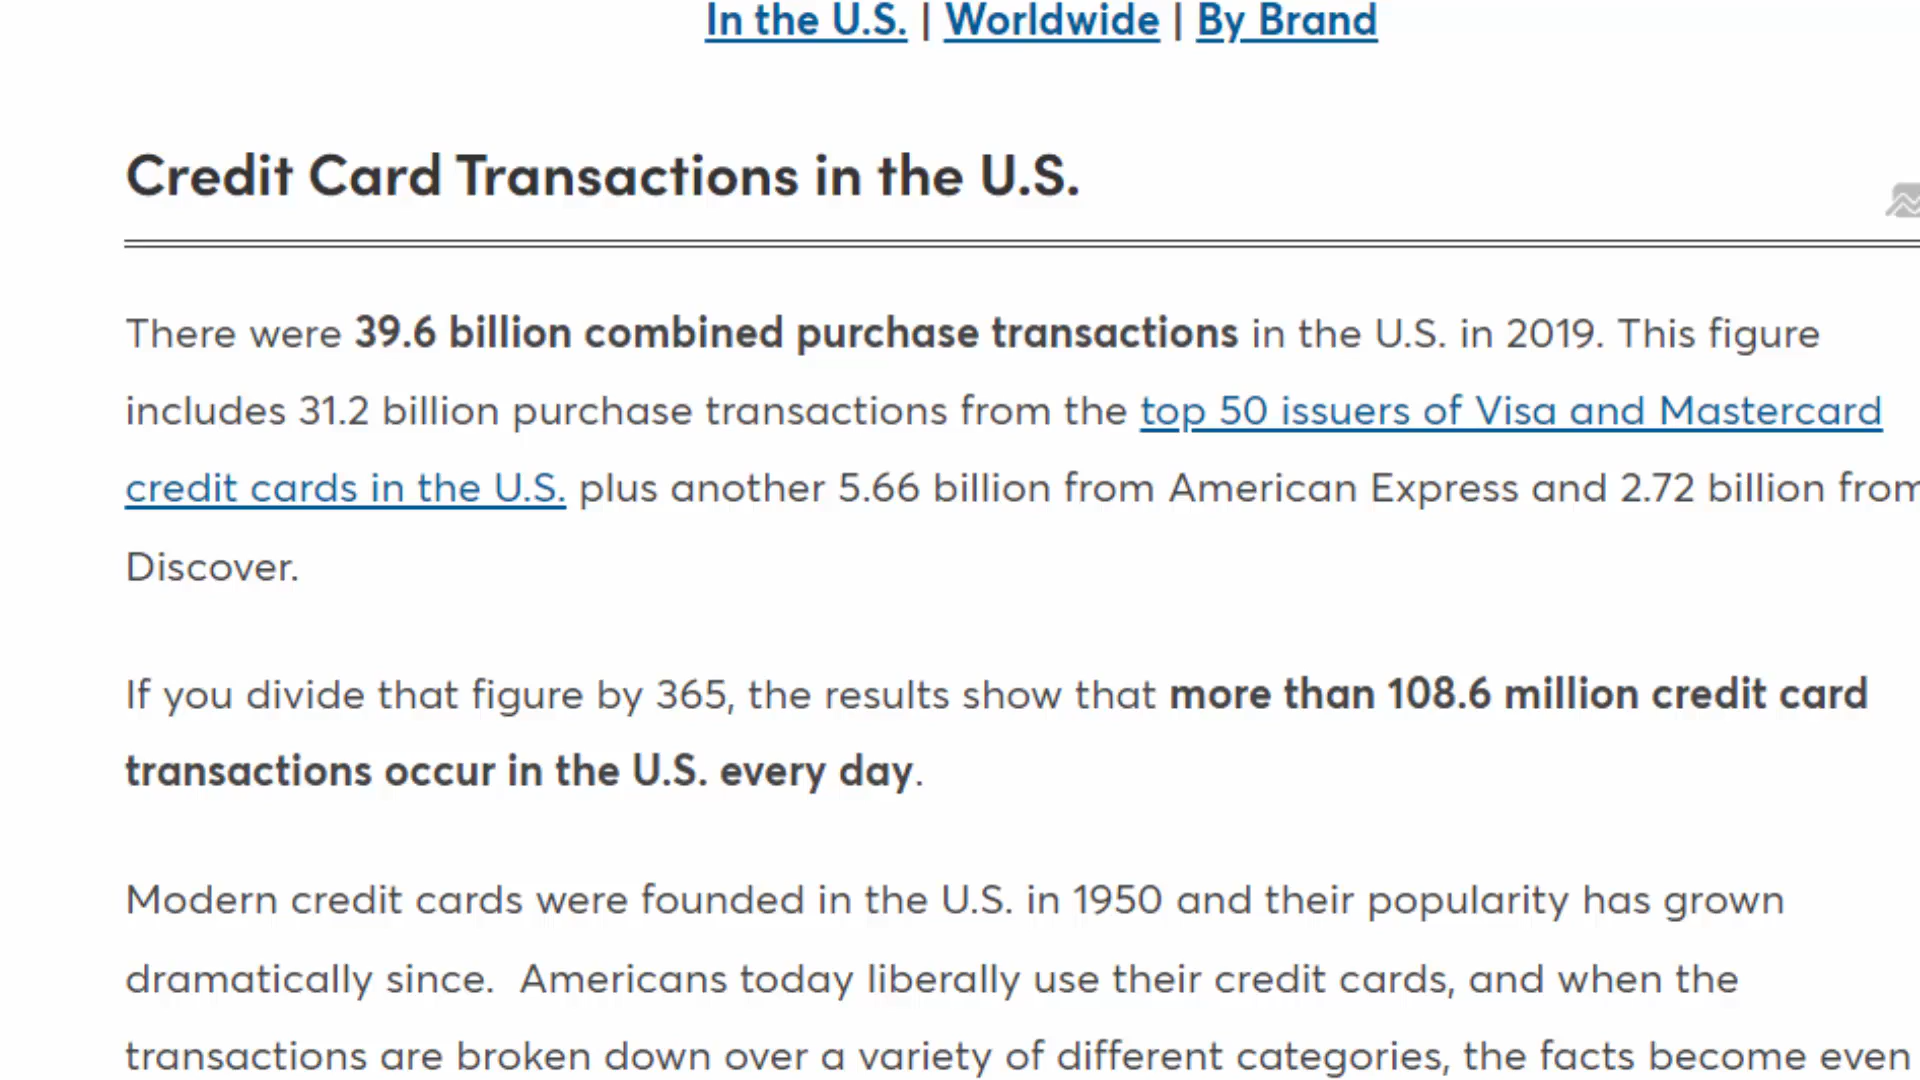 In the U.S. | Worldwide | By Brand
Credit Card Transactions in the U.S.
There were 39.6 billion combined purchase transactions in the U.S. in 2019. This figure
includes 31.2 billion purchase transactions from the top 50 issuers of Visa and Mastercard
credit cards in the U.S. plus another 5.66 billion from American Express and 2.72 billion from
Discover.
If you divide that figure by 365, the results show that more than 108.6 million credit card
transactions occur in the U.S. every day.
Modern credit cards were founded in the U.S. in 1950 and their popularity has grown
dramatically since. Americans today liberally use their credit cards, and when the
transactions are broken down over a variety of different categories, the facts become even